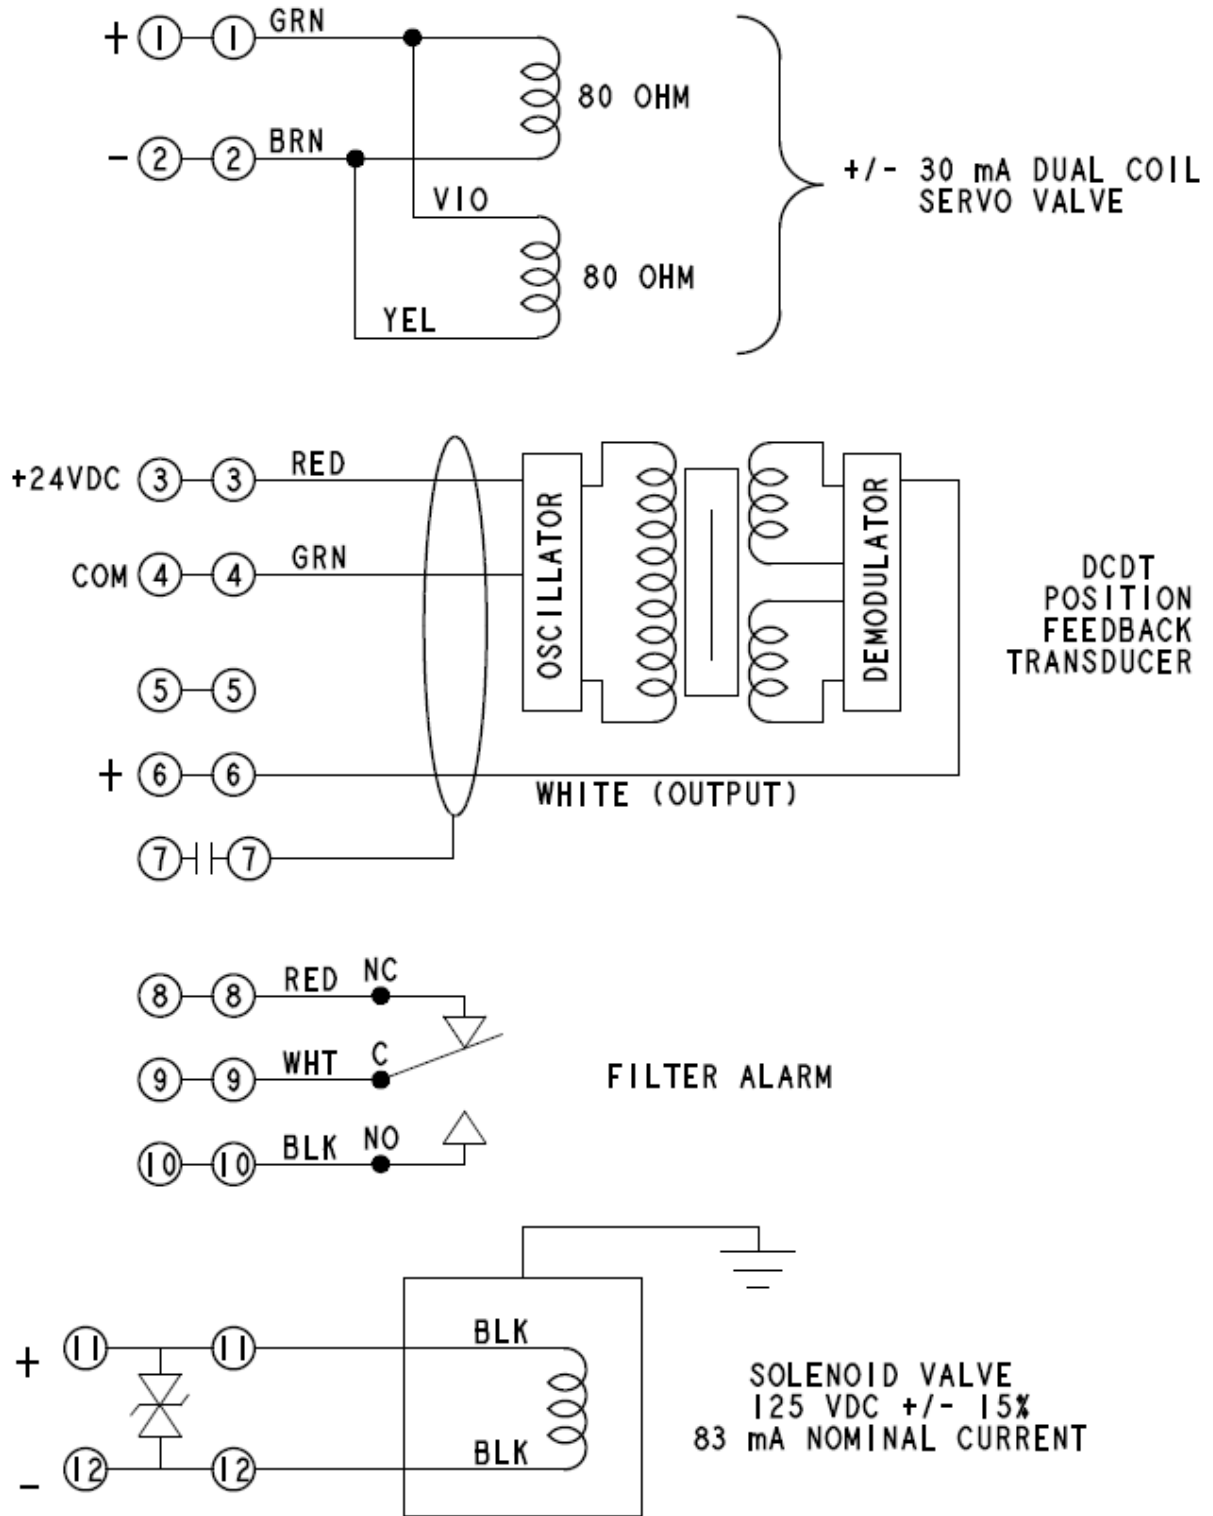 + 1 1 GRN
80 OHM
- 2 2 BRN
+/- 30 mA DUAL COIL
SERVO VALVE
VIO
80 OHM
YEL
+24VDC 3 3 RED
COM 4 4 GRN
OSCILLATOR
DEMODULATOR
DCDT
POSITION
FEEDBACK
TRANSDUCER
5 5
+ 6 6
WHITE (OUTPUT)
7 7
8 8 RED NC
9 9 WHT C
FILTER ALARM
10 10 BLK NO
+ 11 11 BLK
SOLENOID VALVE
125 VDC +/- 15%
83 mA NOMINAL CURRENT
- 12 12 BLK